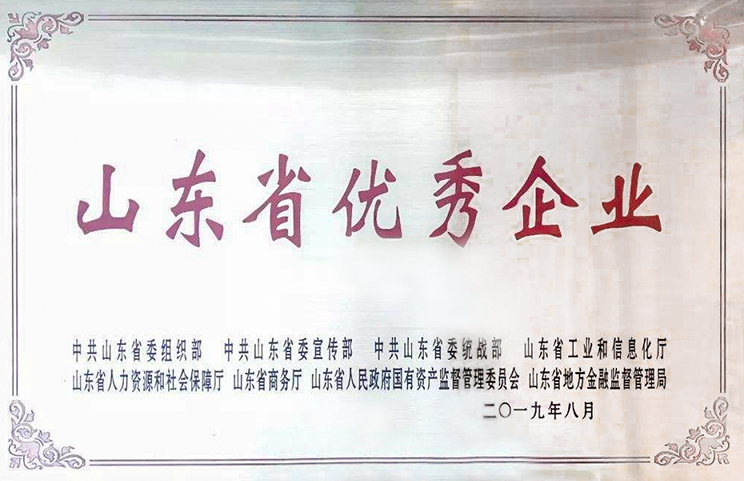 山东省优秀企业
中共山东省委组织部 中共山东省委宣传部 中共山东省委统战部 山东省工业和信息化厅
山东省人力资源和社会保障厅 山东省商务厅 山东省人民政府国有资产监督管理委员会 山东省地方金融监督管理局
二〇一九年八月